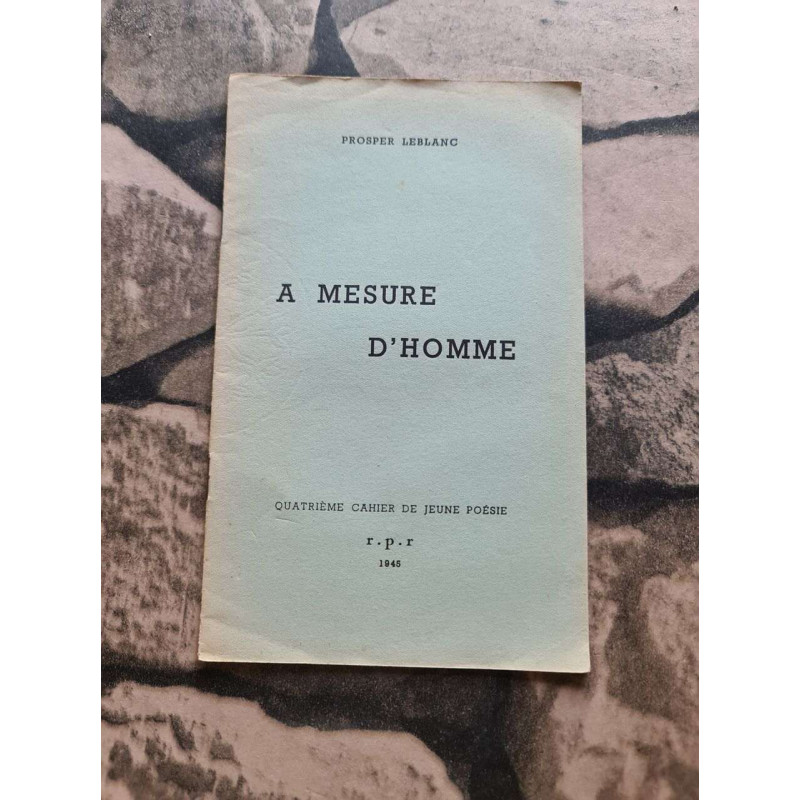 PROSPER LEBLANC
A MESURE
D'HOMME
QUATRIÈME CAHIER DE JEUNE POÉSIE
r.p.r
1945